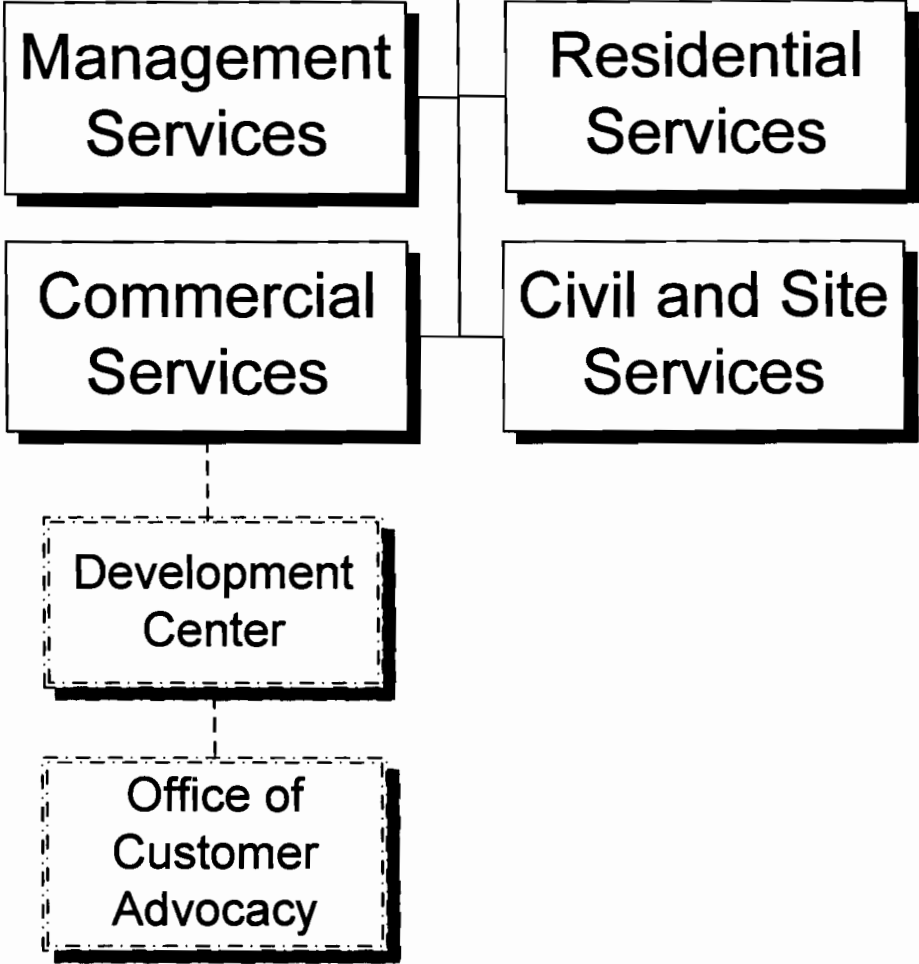 Management
Services
Residential
Services
Commercial
Services
Civil and Site
Services
Development
Center
Office of
Customer
Advocacy